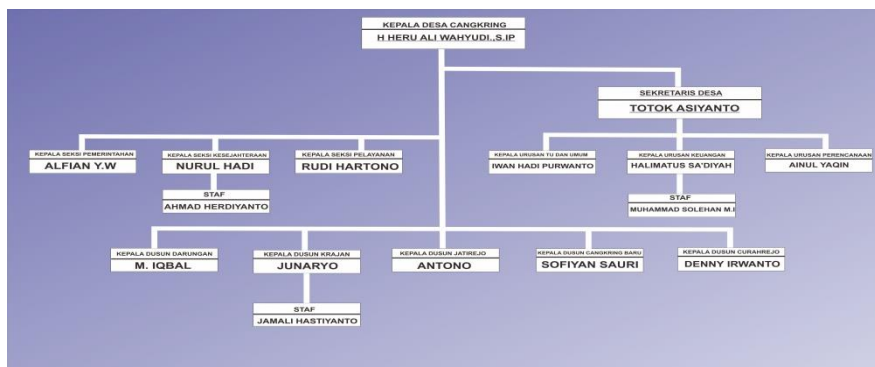 KEPALA DESA CANGKRING
H HERU ALI WAHYUDI.,S.IP
SEKRETARIS DESA
TOTOK ASIYANTO
KEPALA SEKSI PEMERINTAHAN
ALFIAN Y.W
KEPALA SEKSI KESEJAHTERAAN
NURUL HADI
KEPALA SEKSI PELAYANAN
RUDI HARTONO
KEPALA URUSAN TU DAN UMUM
IWAN HADI PURWANTO
KEPALA URUSAN KEUANGAN
HALIMATUS SA'DIYAH
KEPALA URUSAN PERENCANAAN
AINUL YAQIN
STAF
AHMAD HERDIYANTO
STAF
MUHAMMAD SOLEHAN M.I
KEPALA DUSUN DARUNGAN
M. IQBAL
KEPALA DUSUN KRAJAN
JUNARYO
KEPALA DUSUN JATIREJO
ANTONO
KEPALA DUSUN CANGKRING BARU
SOFIYAN SAURI
KEPALA DUSUN CURAHREJO
DENNY IRWANTO
STAF
JAMALI HASTIYANTO